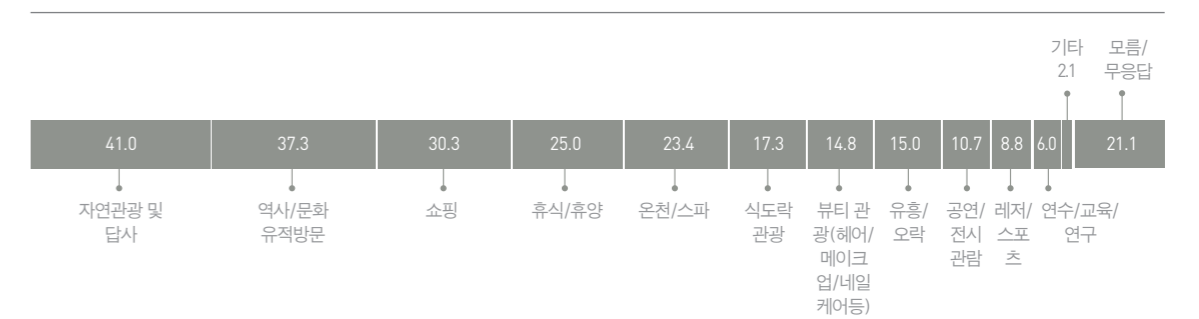 기타 모름/
2.1 무응답
41.0 37.3 30.3 25.0 23.4 17.3 14.8 15.0 10.7 8.8 6.0 21.1
자연관광 및
답사
역사/문화
유적방문
쇼핑
휴식/휴양
온천/스파
식도락
관광
뷰티 관
광(헤어/
메이크
업/네일
케어등)
유흥/
오락
공연/
전시
관람
레저/
스포
츠
연수/교육/
연구